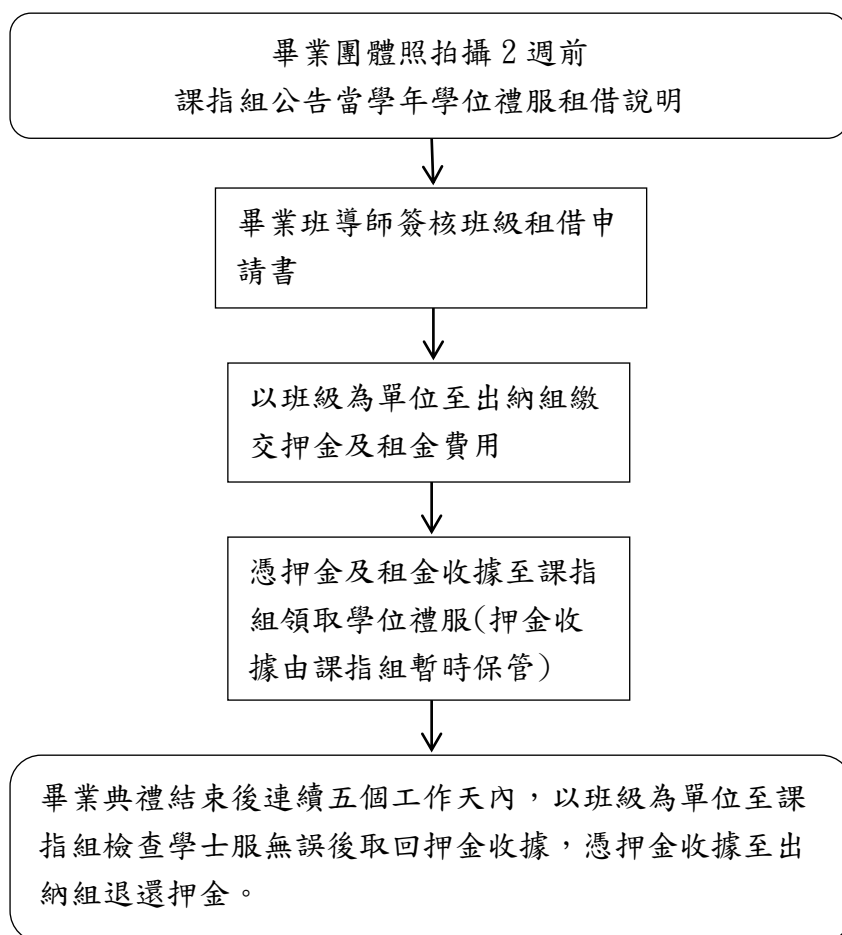 畢業團體照拍攝 2 週前
課指組公告當學年學位禮服租借說明
畢業班導師簽核班級租借申
請書
以班級為單位至出納組繳
交押金及租金費用
憑押金及租金收據至課指
組領取學位禮服(押金收
據由課指組暫時保管)
畢業典禮結束後連續五個工作天內，以班級為單位至課
指組檢查學士服無誤後取回押金收據，憑押金收據至出
納組退還押金。